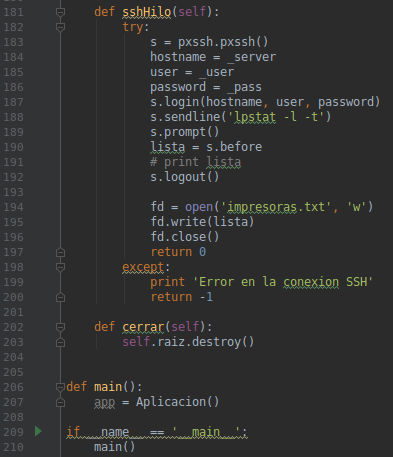 181 def sshHilo(self):
182 try:
183 s = pxssh.pxssh()
184 hostname = _server
185 user = _user
186 password = _pass
187 s.login(hostname, user, password)
188 s.sendline('lpstat -l -t')
189 s.prompt()
190 lista = s.before
191 # print lista
192 s.logout()
193
194 fd = open('impresoras.txt', 'w')
195 fd.write(lista)
196 fd.close()
197 return 0
198 except:
199 print 'Error en la conexion SSH'
200 return -1
201
202 def cerrar(self):
203 self.raiz.destroy()
204
205
206 def main():
207 app = Aplicacion()
208
209 if __name__ == '__main__':
210 main()